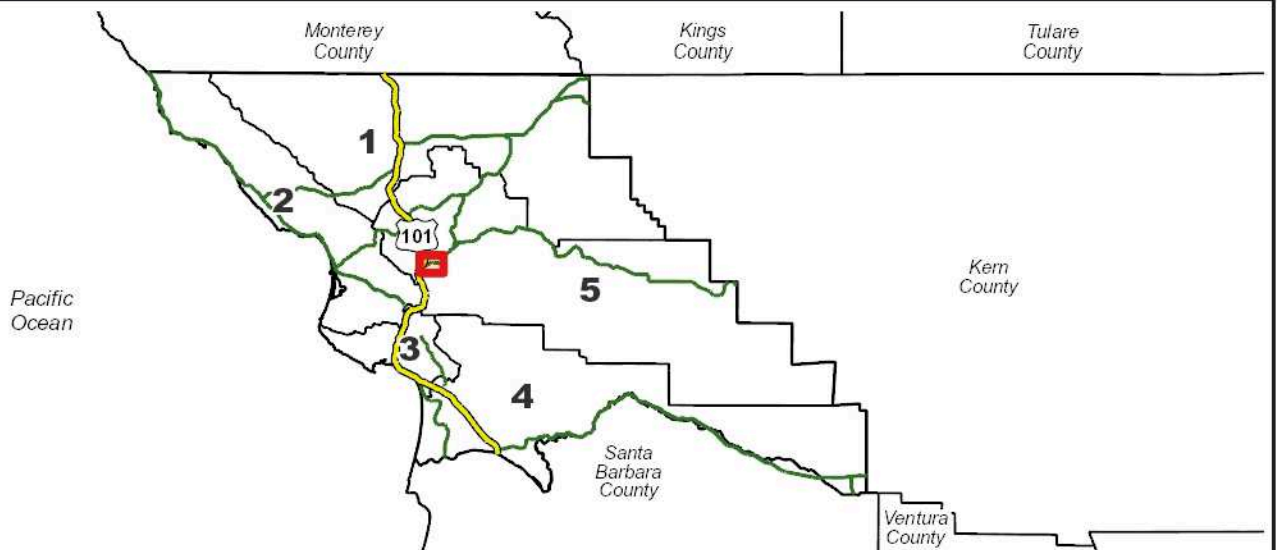 Monterey
County
Kings
County
Tulare
County
1
2
101
Kern
County
5
Pacific
Ocean
3
4
Santa
Barbara
County
Ventura
County